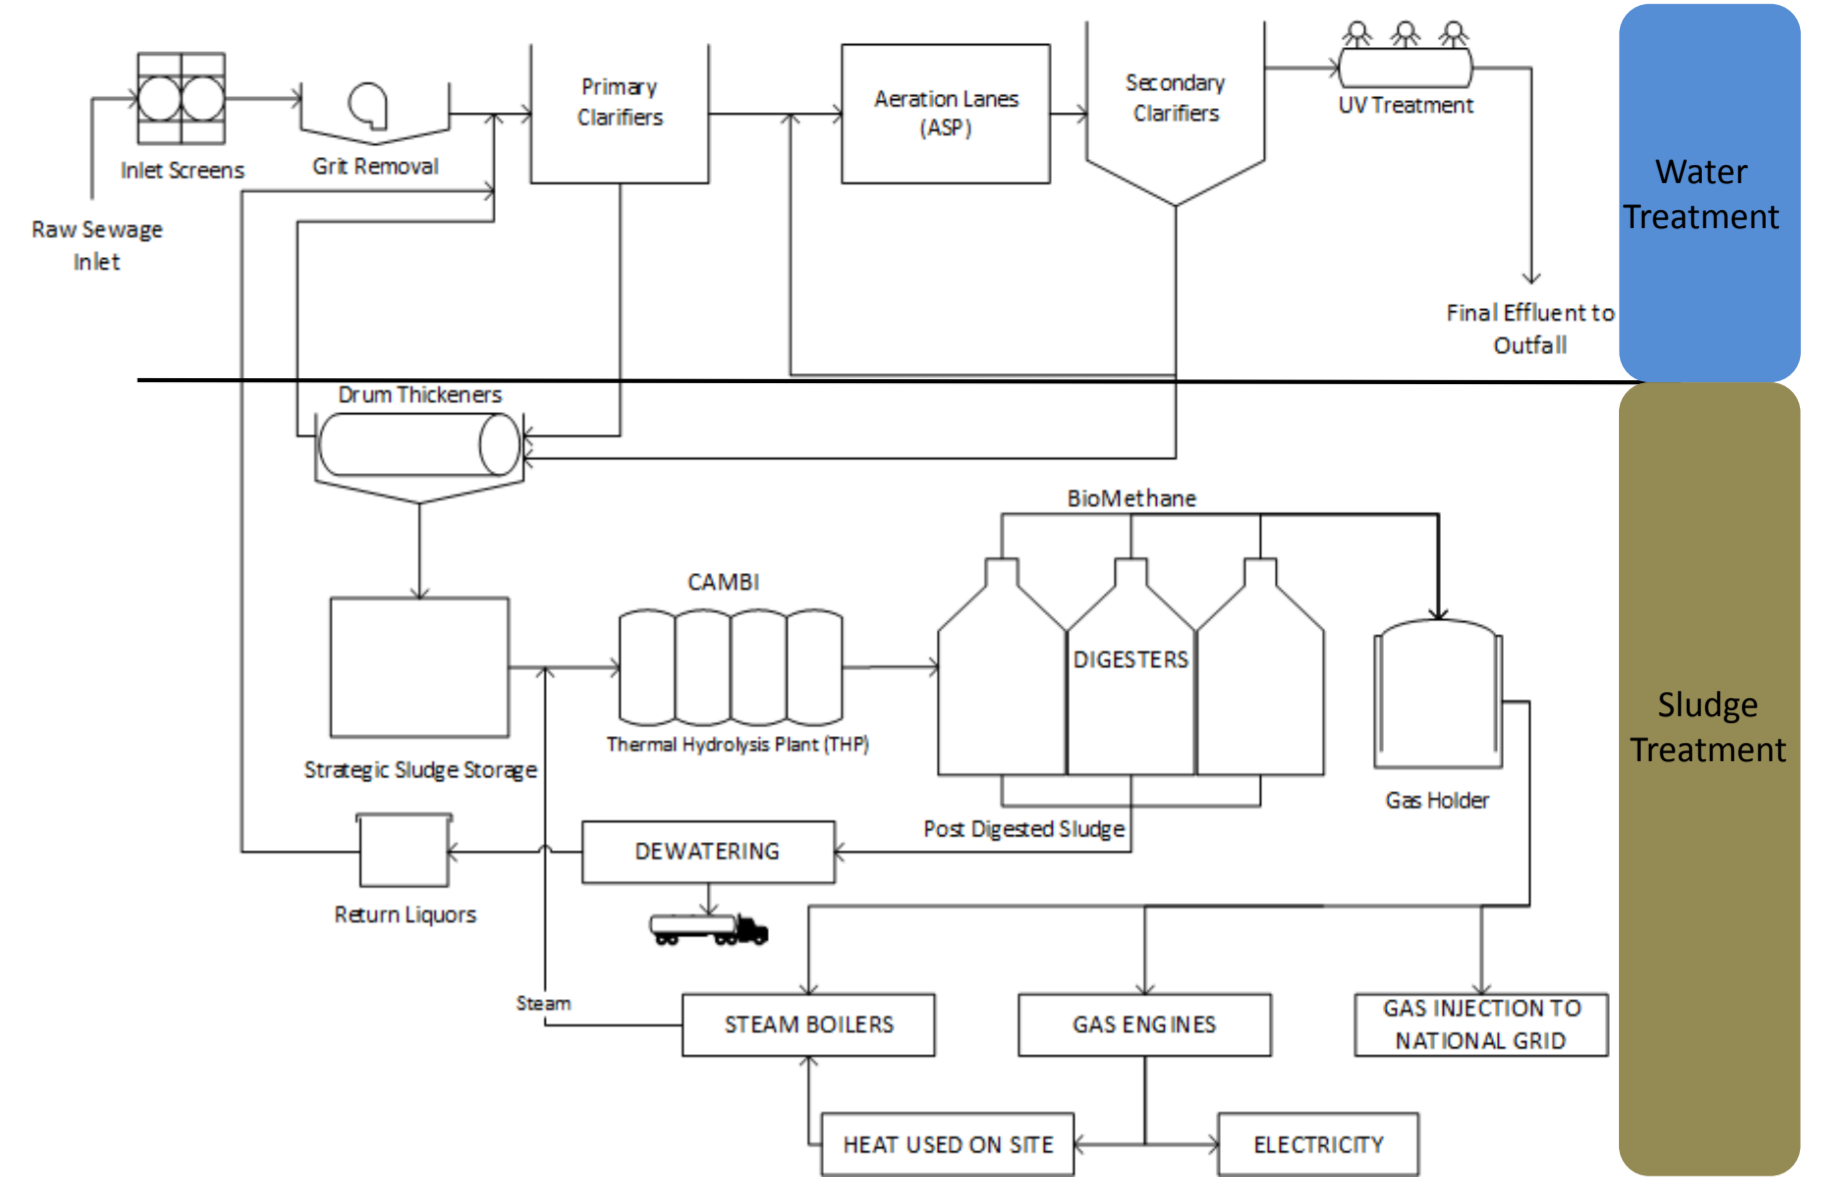 Primary
Clarifiers
Aeration Lanes
(ASP)
Secondary
Clarifiers
UV Treatment
Inlet Screens
Grit Removal
Raw Sewage
Inlet
Final Effluent to
Outfall
Water
Treatment
Drum Thickeners
BioMethane
CAMBI
DIGESTERS
Thermal Hydrolysis Plant (THP)
Strategic Sludge Storage
Gas Holder
Sludge
Treatment
Post Digested Sludge
DEWATERING
Return Liquors
Steam
STEAM BOILERS
GAS ENGINES
GAS INJECTION TO
NATIONAL GRID
HEAT USED ON SITE
ELECTRICITY